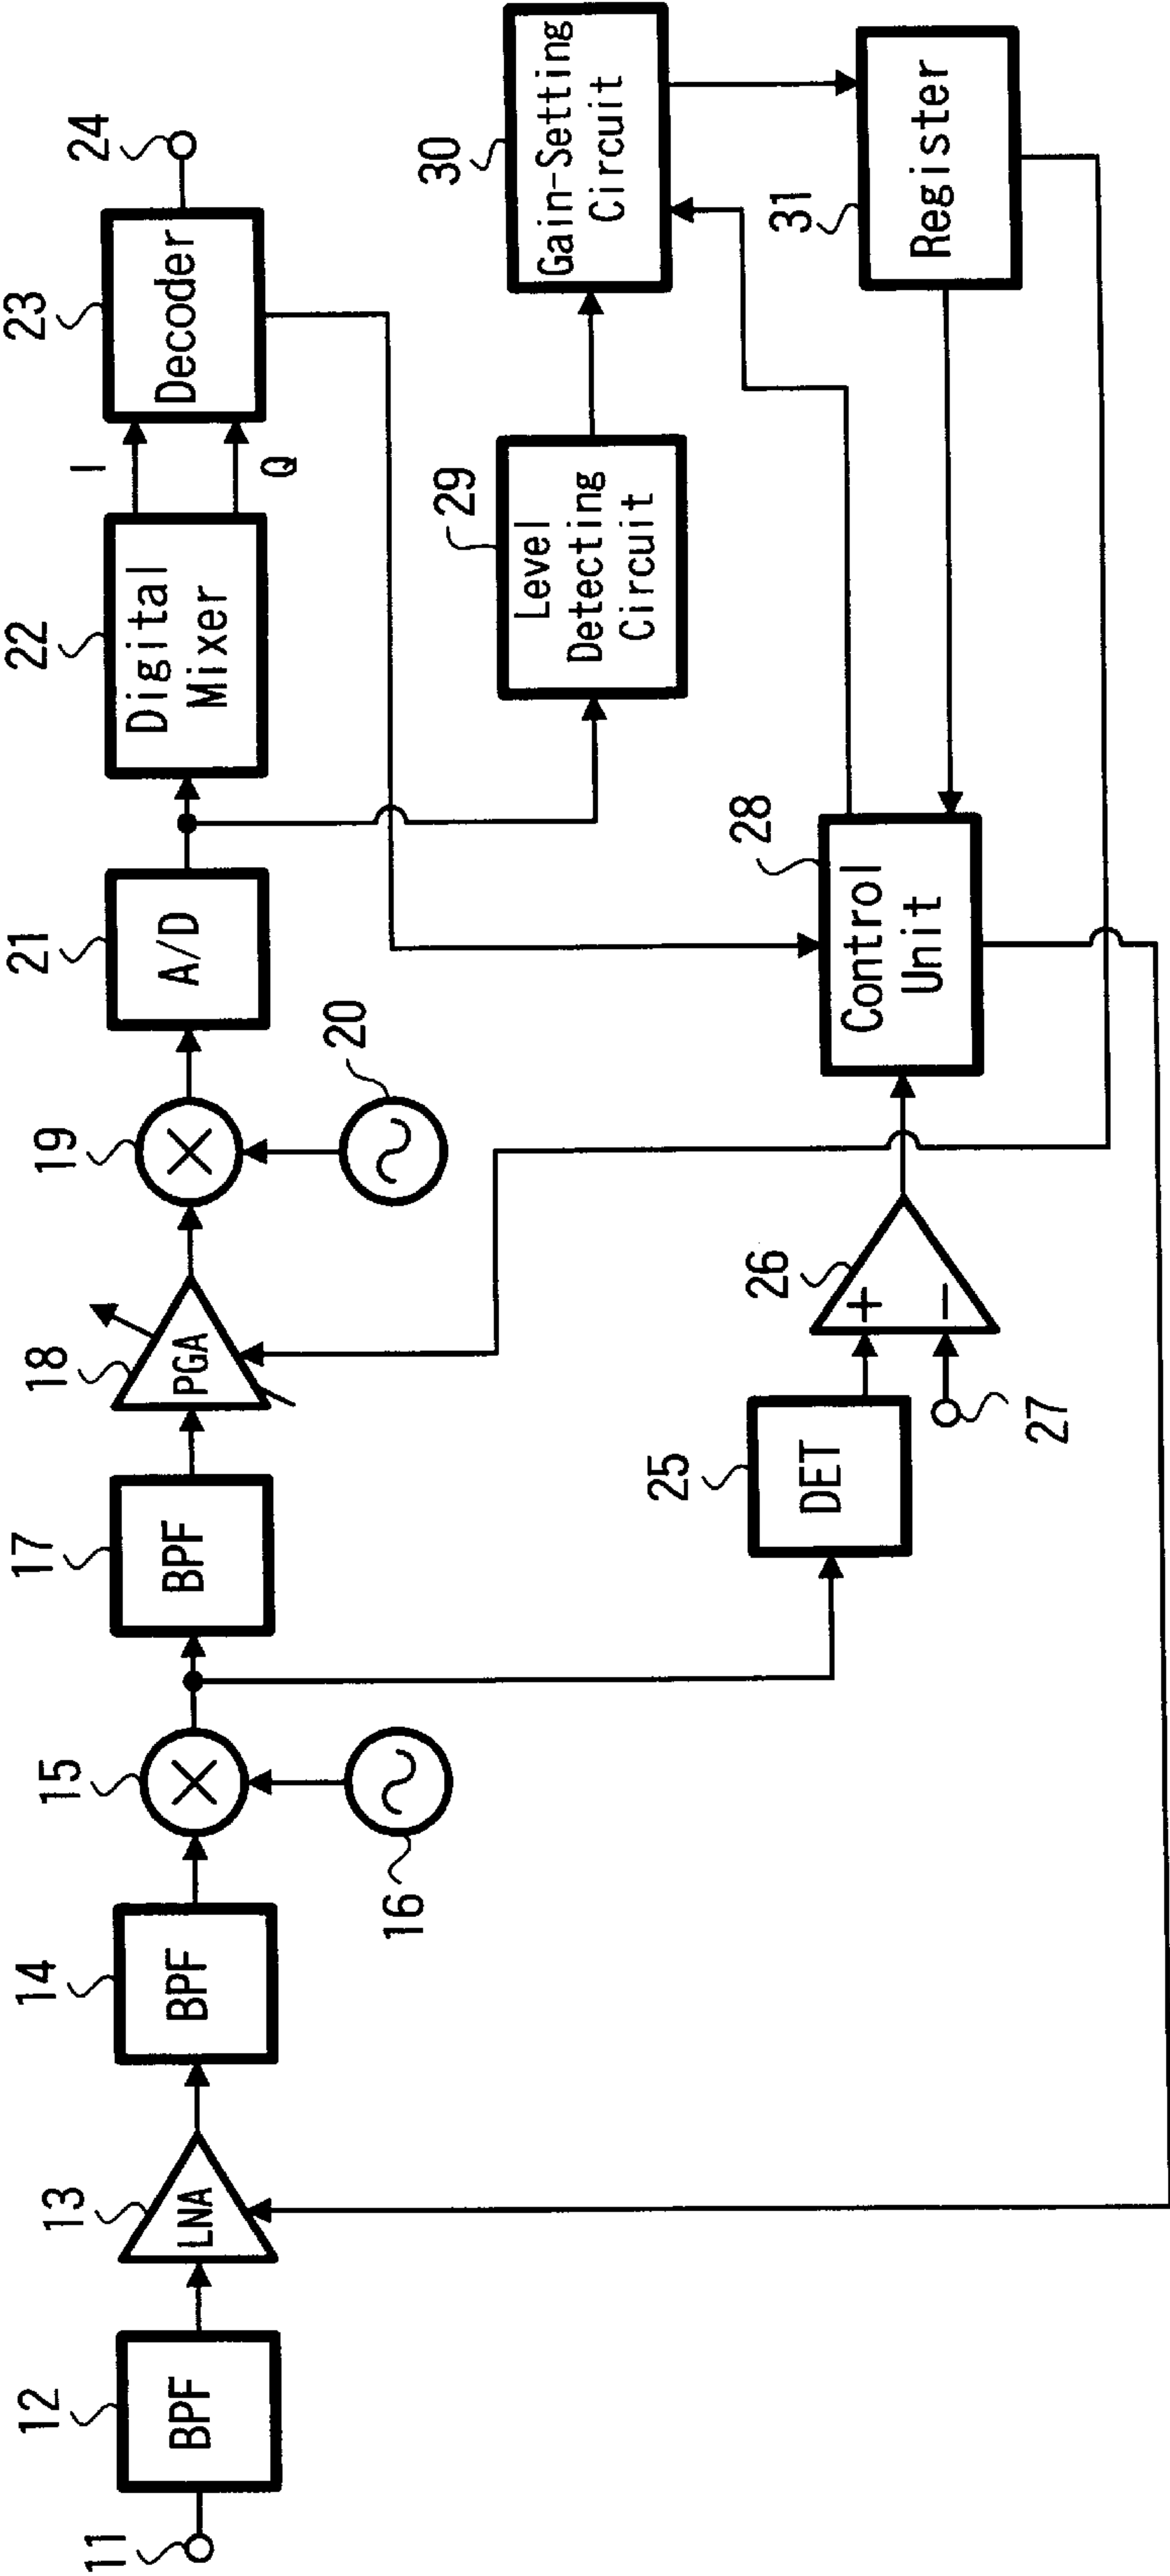 11
12
BPF
13
LNA
14
BPF
15
16
17
BPF
18
PGA
19
20
21
A/D
22
Digital
Mixer
I
Q
23
Decoder
24
25
DET
26
+
−
27
28
Control
Unit
29
Level
Detecting
Circuit
30
Gain-Setting
Circuit
31
Register